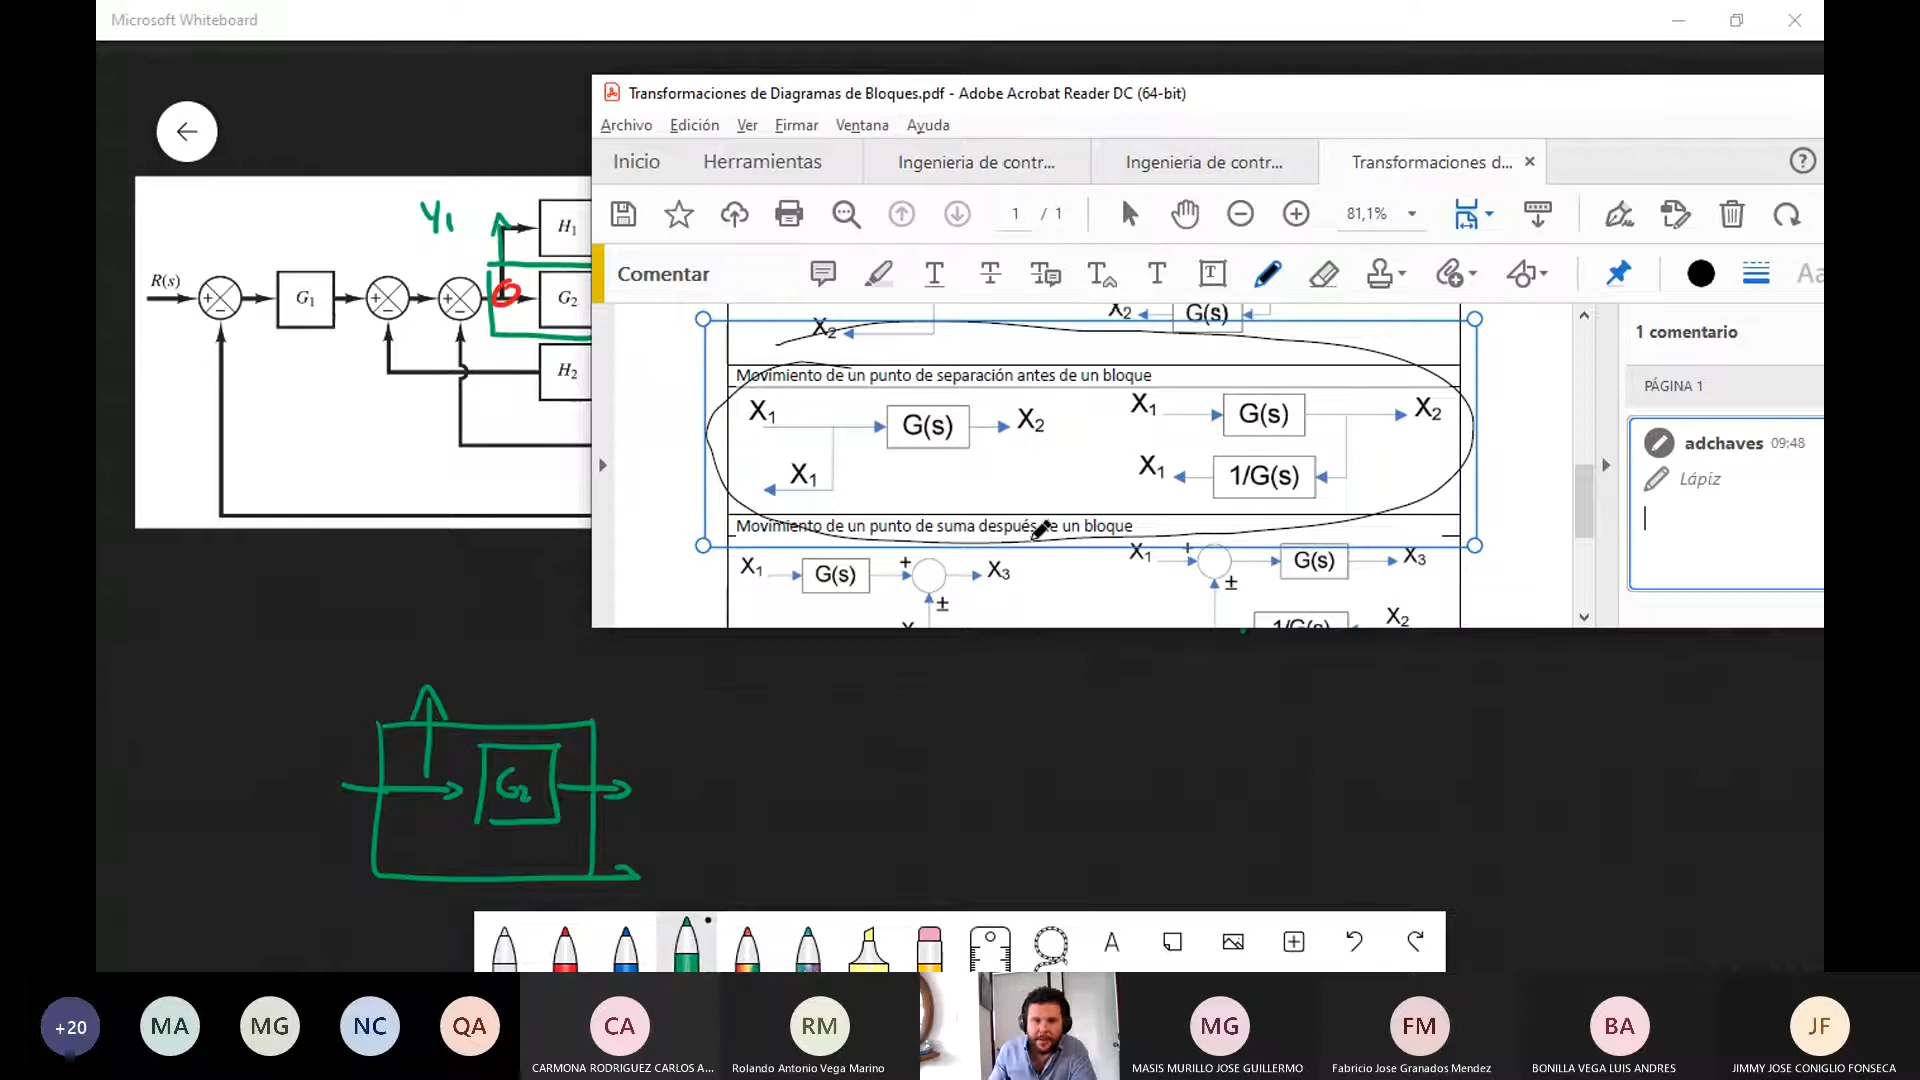 Microsoft Whiteboard
Transformaciones de Diagramas de Bloques.pdf - Adobe Acrobat Reader DC (64-bit)
Archivo Edición Ver Firmar Ventana Ayuda
Inicio Herramientas Ingenieria de contr... Ingenieria de contr... Transformaciones d...
1 / 1 81,1%
Comentar
Y1
H1
R(s)
+ − G1 + − + − G2
H2
X2 X2 G(s)
Movimiento de un punto de separación antes de un bloque
X1 G(s) X2 X1 G(s) X2
X1 X1 1/G(s)
Movimiento de un punto de suma después de un bloque
X1 G(s) + X3 X1 + G(s) X3
± ±
1/G(s) X2
1 comentario
PÁGINA 1
adchaves 09:48
Lápiz
G2
+20 MA MG NC QA CA RM MG FM BA JF
CARMONA RODRIGUEZ CARLOS A... Rolando Antonio Vega Marino MASIS MURILLO JOSE GUILLERMO Fabricio Jose Granados Mendez BONILLA VEGA LUIS ANDRES JIMMY JOSE CONIGLIO FONSECA